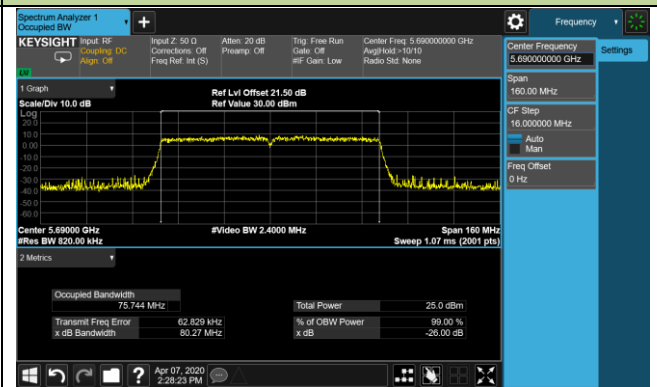 Spectrum Analyzer 1
Occupied BW
+
Frequency
KEYSIGHT
Input: RF
Coupling: DC
Align: Off
Input Z: 50 Ω
Corrections: Off
Freq Ref: Int (S)
Atten: 20 dB
Preamp: Off
Trig: Free Run
Gate: Off
#IF Gain: Low
Center Freq: 5.690000000 GHz
Avg|Hold:>10/10
Radio Std: None
LV
Center Frequency
5.690000000 GHz
Settings
Span
160.00 MHz
CF Step
16.000000 MHz
Auto
Man
Freq Offset
0 Hz
1 Graph
Scale/Div 10.0 dB
Ref Lvl Offset 21.50 dB
Ref Value 30.00 dBm
Log
20.0
10.0
0.00
-10.0
-20.0
-30.0
-40.0
-50.0
-60.0
Center 5.69000 GHz
#Video BW 2.4000 MHz
Span 160 MHz
#Res BW 820.00 kHz
Sweep 1.07 ms (2001 pts)
2 Metrics
Occupied Bandwidth
75.744 MHz
Total Power 25.0 dBm
Transmit Freq Error 62.829 kHz
% of OBW Power 99.00 %
x dB Bandwidth 80.27 MHz
x dB -26.00 dB
?
Apr 07, 2020
2:28:23 PM